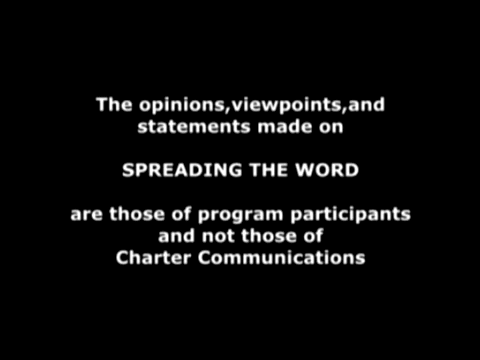 The opinions,viewpoints,and
statements made on
SPREADING THE WORD
are those of program participants
and not those of
Charter Communications